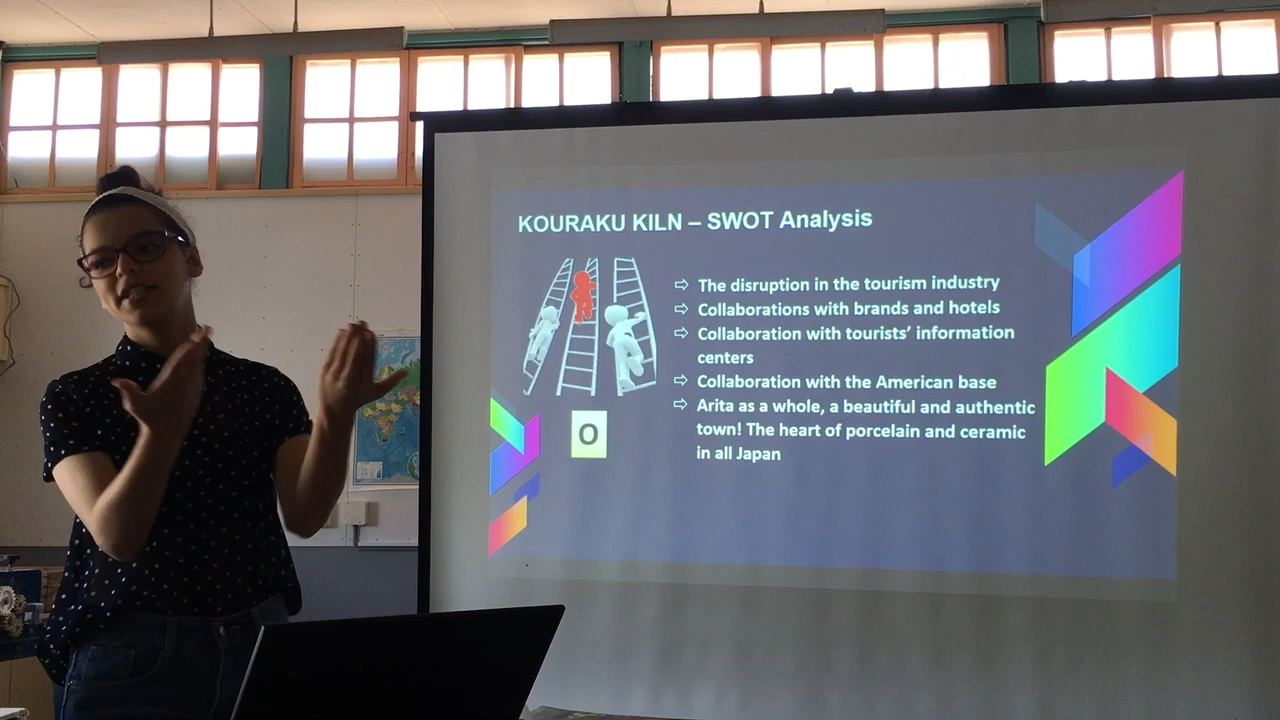 KOURAKU KILN – SWOT Analysis
⇨ The disruption in the tourism industry
⇨ Collaborations with brands and hotels
⇨ Collaboration with tourists' information
centers
⇨ Collaboration with the American base
⇨ Arita as a whole, a beautiful and authentic
town! The heart of porcelain and ceramic
in all Japan
O